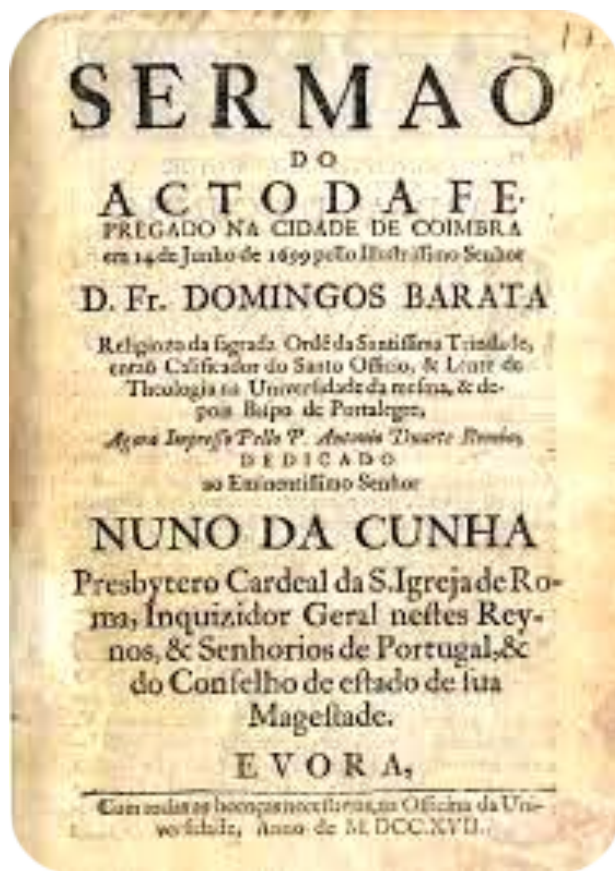 SERMAÕ
DO
ACTO DA FE.
PREGADO NA CIDADE DE COIMBRA
em 14 de Junho de 1699 pello Illustrissimo Senhor
D. Fr. DOMINGOS BARATA
Religiozo da sagrada Ordẽ da Santissima Trindade,
entaõ Calificador do Santo Officio, & Lente de
Theologia na Universidade da mesma, & de-
pois Bispo de Portalegre,
Agora Impresso Pello P. Antonio Duarte
DEDICADO
ao Eminentissimo Senhor
NUNO DA CUNHA
Presbytero Cardeal da S. Igreja de Ro-
ma, Inquizidor Geral nestes Rey-
nos, & Senhorios de Portugal, &
do Conselho de estado de sua
Magestade.
EVORA,
Com todas as licenças necessarias, na Officina da Uni-
versidade, Anno de M. DCC. XVII.